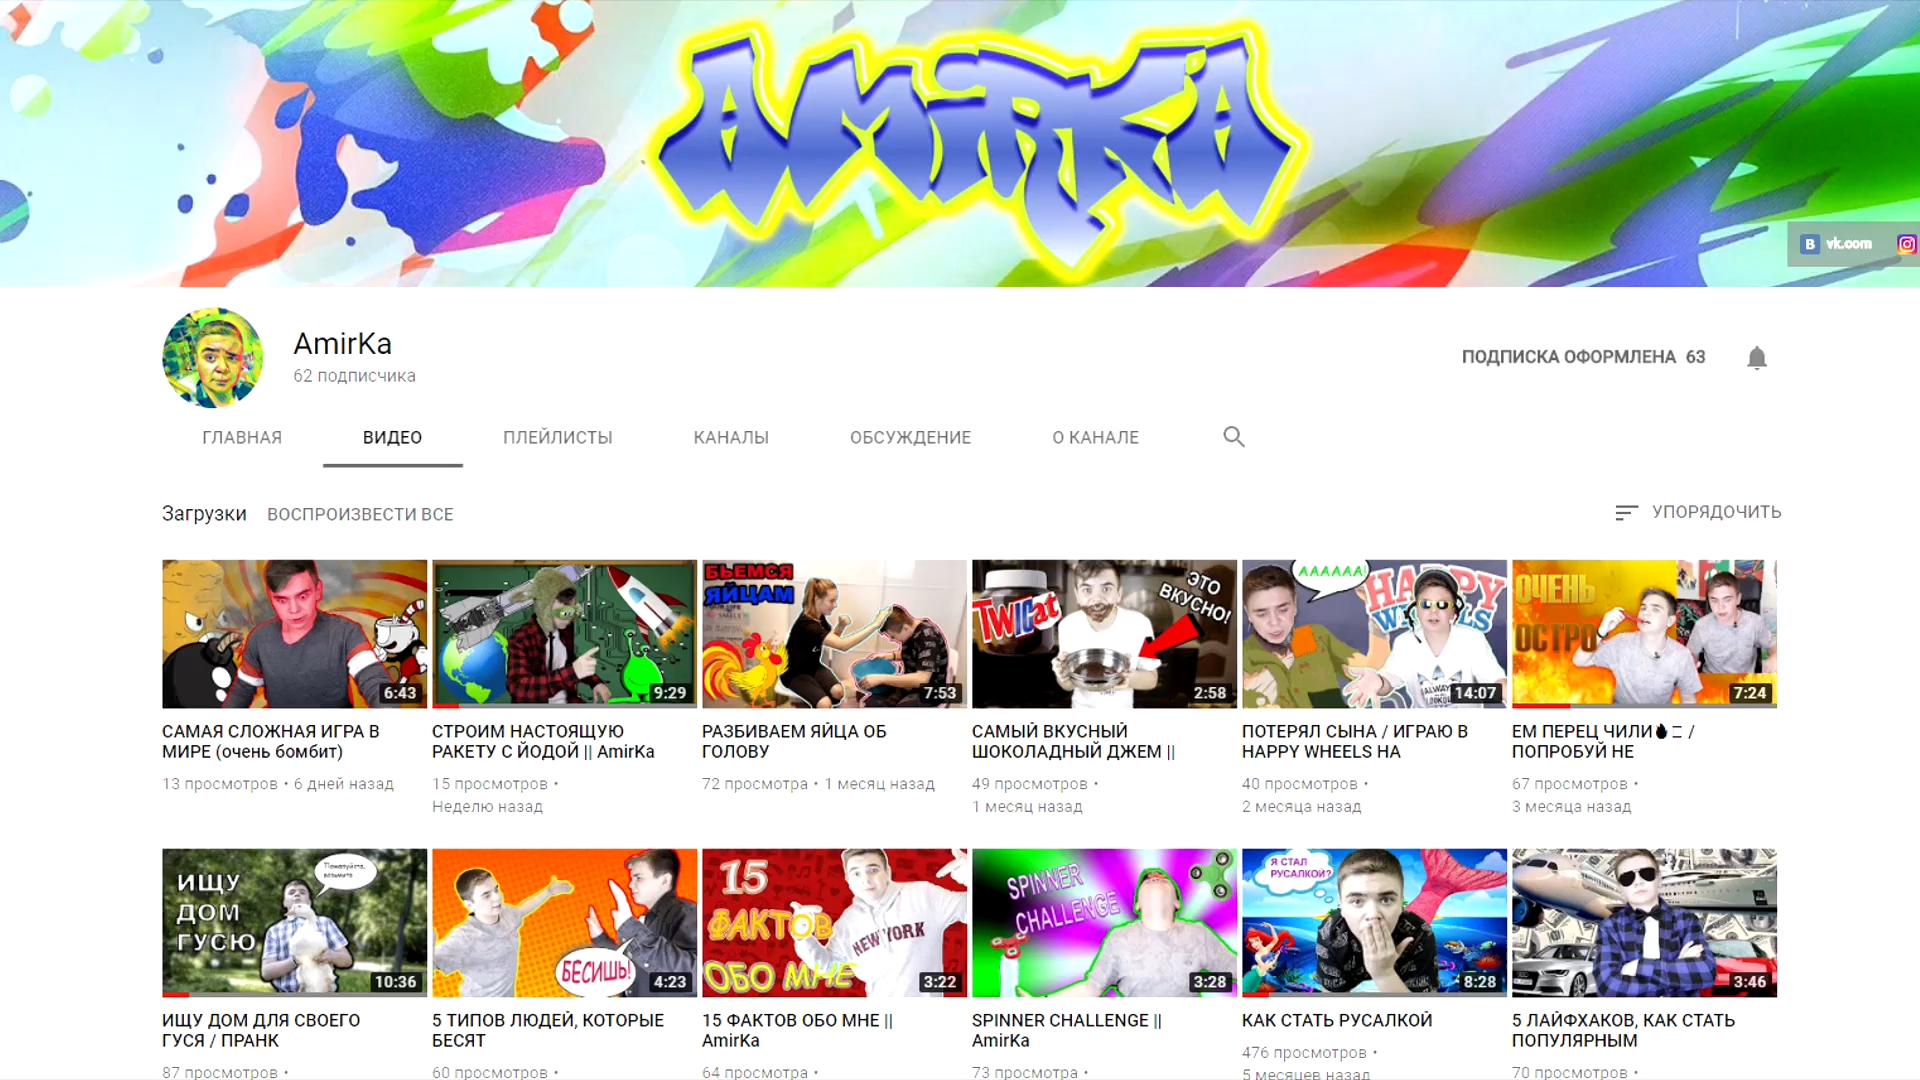 AMIRKA
vk.com
AmirKa
62 подписчика
ПОДПИСКА ОФОРМЛЕНА 63
ГЛАВНАЯ ВИДЕО ПЛЕЙЛИСТЫ КАНАЛЫ ОБСУЖДЕНИЕ О КАНАЛЕ
Загрузки ВОСПРОИЗВЕСТИ ВСЕ
УПОРЯДОЧИТЬ
6:43
САМАЯ СЛОЖНАЯ ИГРА В
МИРЕ (очень бомбит)
13 просмотров • 6 дней назад
9:29
СТРОИМ НАСТОЯЩУЮ
РАКЕТУ С ЙОДОЙ || AmirKa
15 просмотров •
Неделю назад
БЬЕМСЯ
ЯЙЦАМ
7:53
РАЗБИВАЕМ ЯЙЦА ОБ
ГОЛОВУ
72 просмотра • 1 месяц назад
TWICat
ЭТО
ВКУСНО!
2:58
САМЫЙ ВКУСНЫЙ
ШОКОЛАДНЫЙ ДЖЕМ ||
49 просмотров •
1 месяц назад
АААААА!
HAPPY
WHEELS
14:07
ПОТЕРЯЛ СЫНА / ИГРАЮ В
HAPPY WHEELS НА
40 просмотров •
2 месяца назад
ОЧЕНЬ
ОСТРО
7:24
ЕМ ПЕРЕЦ ЧИЛИ /
ПОПРОБУЙ НЕ
67 просмотров •
3 месяца назад
Пожалуйста,
возьмите
ИЩУ
ДОМ
ГУСЮ
10:36
ИЩУ ДОМ ДЛЯ СВОЕГО
ГУСЯ / ПРАНК
87 просмотров •
БЕСИШЬ!
4:23
5 ТИПОВ ЛЮДЕЙ, КОТОРЫЕ
БЕСЯТ
60 просмотров •
15
ФАКТОВ
ОБО МНЕ
NEW YORK
3:22
15 ФАКТОВ ОБО МНЕ ||
AmirKa
64 просмотра •
SPINNER
CHALLENGE
3:28
SPINNER CHALLENGE ||
AmirKa
73 просмотра •
Я СТАЛ
РУСАЛКОЙ?
8:28
КАК СТАТЬ РУСАЛКОЙ
476 просмотров •
5 месяцев назад
3:46
5 ЛАЙФХАКОВ, КАК СТАТЬ
ПОПУЛЯРНЫМ
70 просмотров •